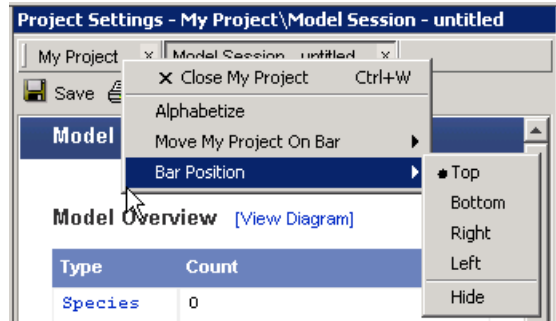 Project Settings - My Project\Model Session - untitled
My Project x Model Session untitled x
Save
Close My Project Ctrl+W
Alphabetize
Move My Project On Bar
Bar Position
Top
Bottom
Right
Left
Hide
Model
Model Overview [View Diagram]
Type Count
Species 0